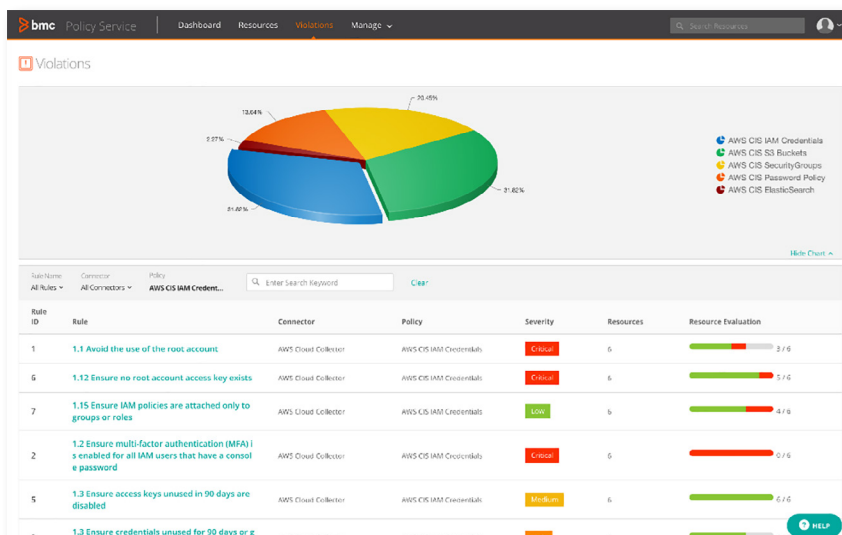 bmc Policy Service
Dashboard Resources Violations Manage
Search Resources
Violations
20.45%
13.64%
2.27%
31.82%
31.82%
AWS CIS IAM Credentials
AWS CIS S3 Buckets
AWS CIS SecurityGroups
AWS CIS Password Policy
AWS CIS ElasticSearch
Hide Chart
Rule Name Connector Policy
All Rules All Connectors AWS CIS IAM Credent...
Enter Search Keyword
Clear
Rule ID Rule Connector Policy Severity Resources Resource Evaluation
1 1.1 Avoid the use of the root account AWS Cloud Collector AWS CIS IAM Credentials Critical 6 3 / 6
6 1.12 Ensure no root account access key exists AWS Cloud Collector AWS CIS IAM Credentials Critical 6 5 / 6
7 1.15 Ensure IAM policies are attached only to
groups or roles
AWS Cloud Collector AWS CIS IAM Credentials Low 6 4 / 6
2 1.2 Ensure multi-factor authentication (MFA) i
s enabled for all IAM users that have a consol
e password
AWS Cloud Collector AWS CIS IAM Credentials Critical 6 0 / 6
5 1.3 Ensure access keys unused in 90 days are
disabled
AWS Cloud Collector AWS CIS IAM Credentials Medium 6 6 / 6
1.3 Ensure credentials unused for 90 days or g
HELP